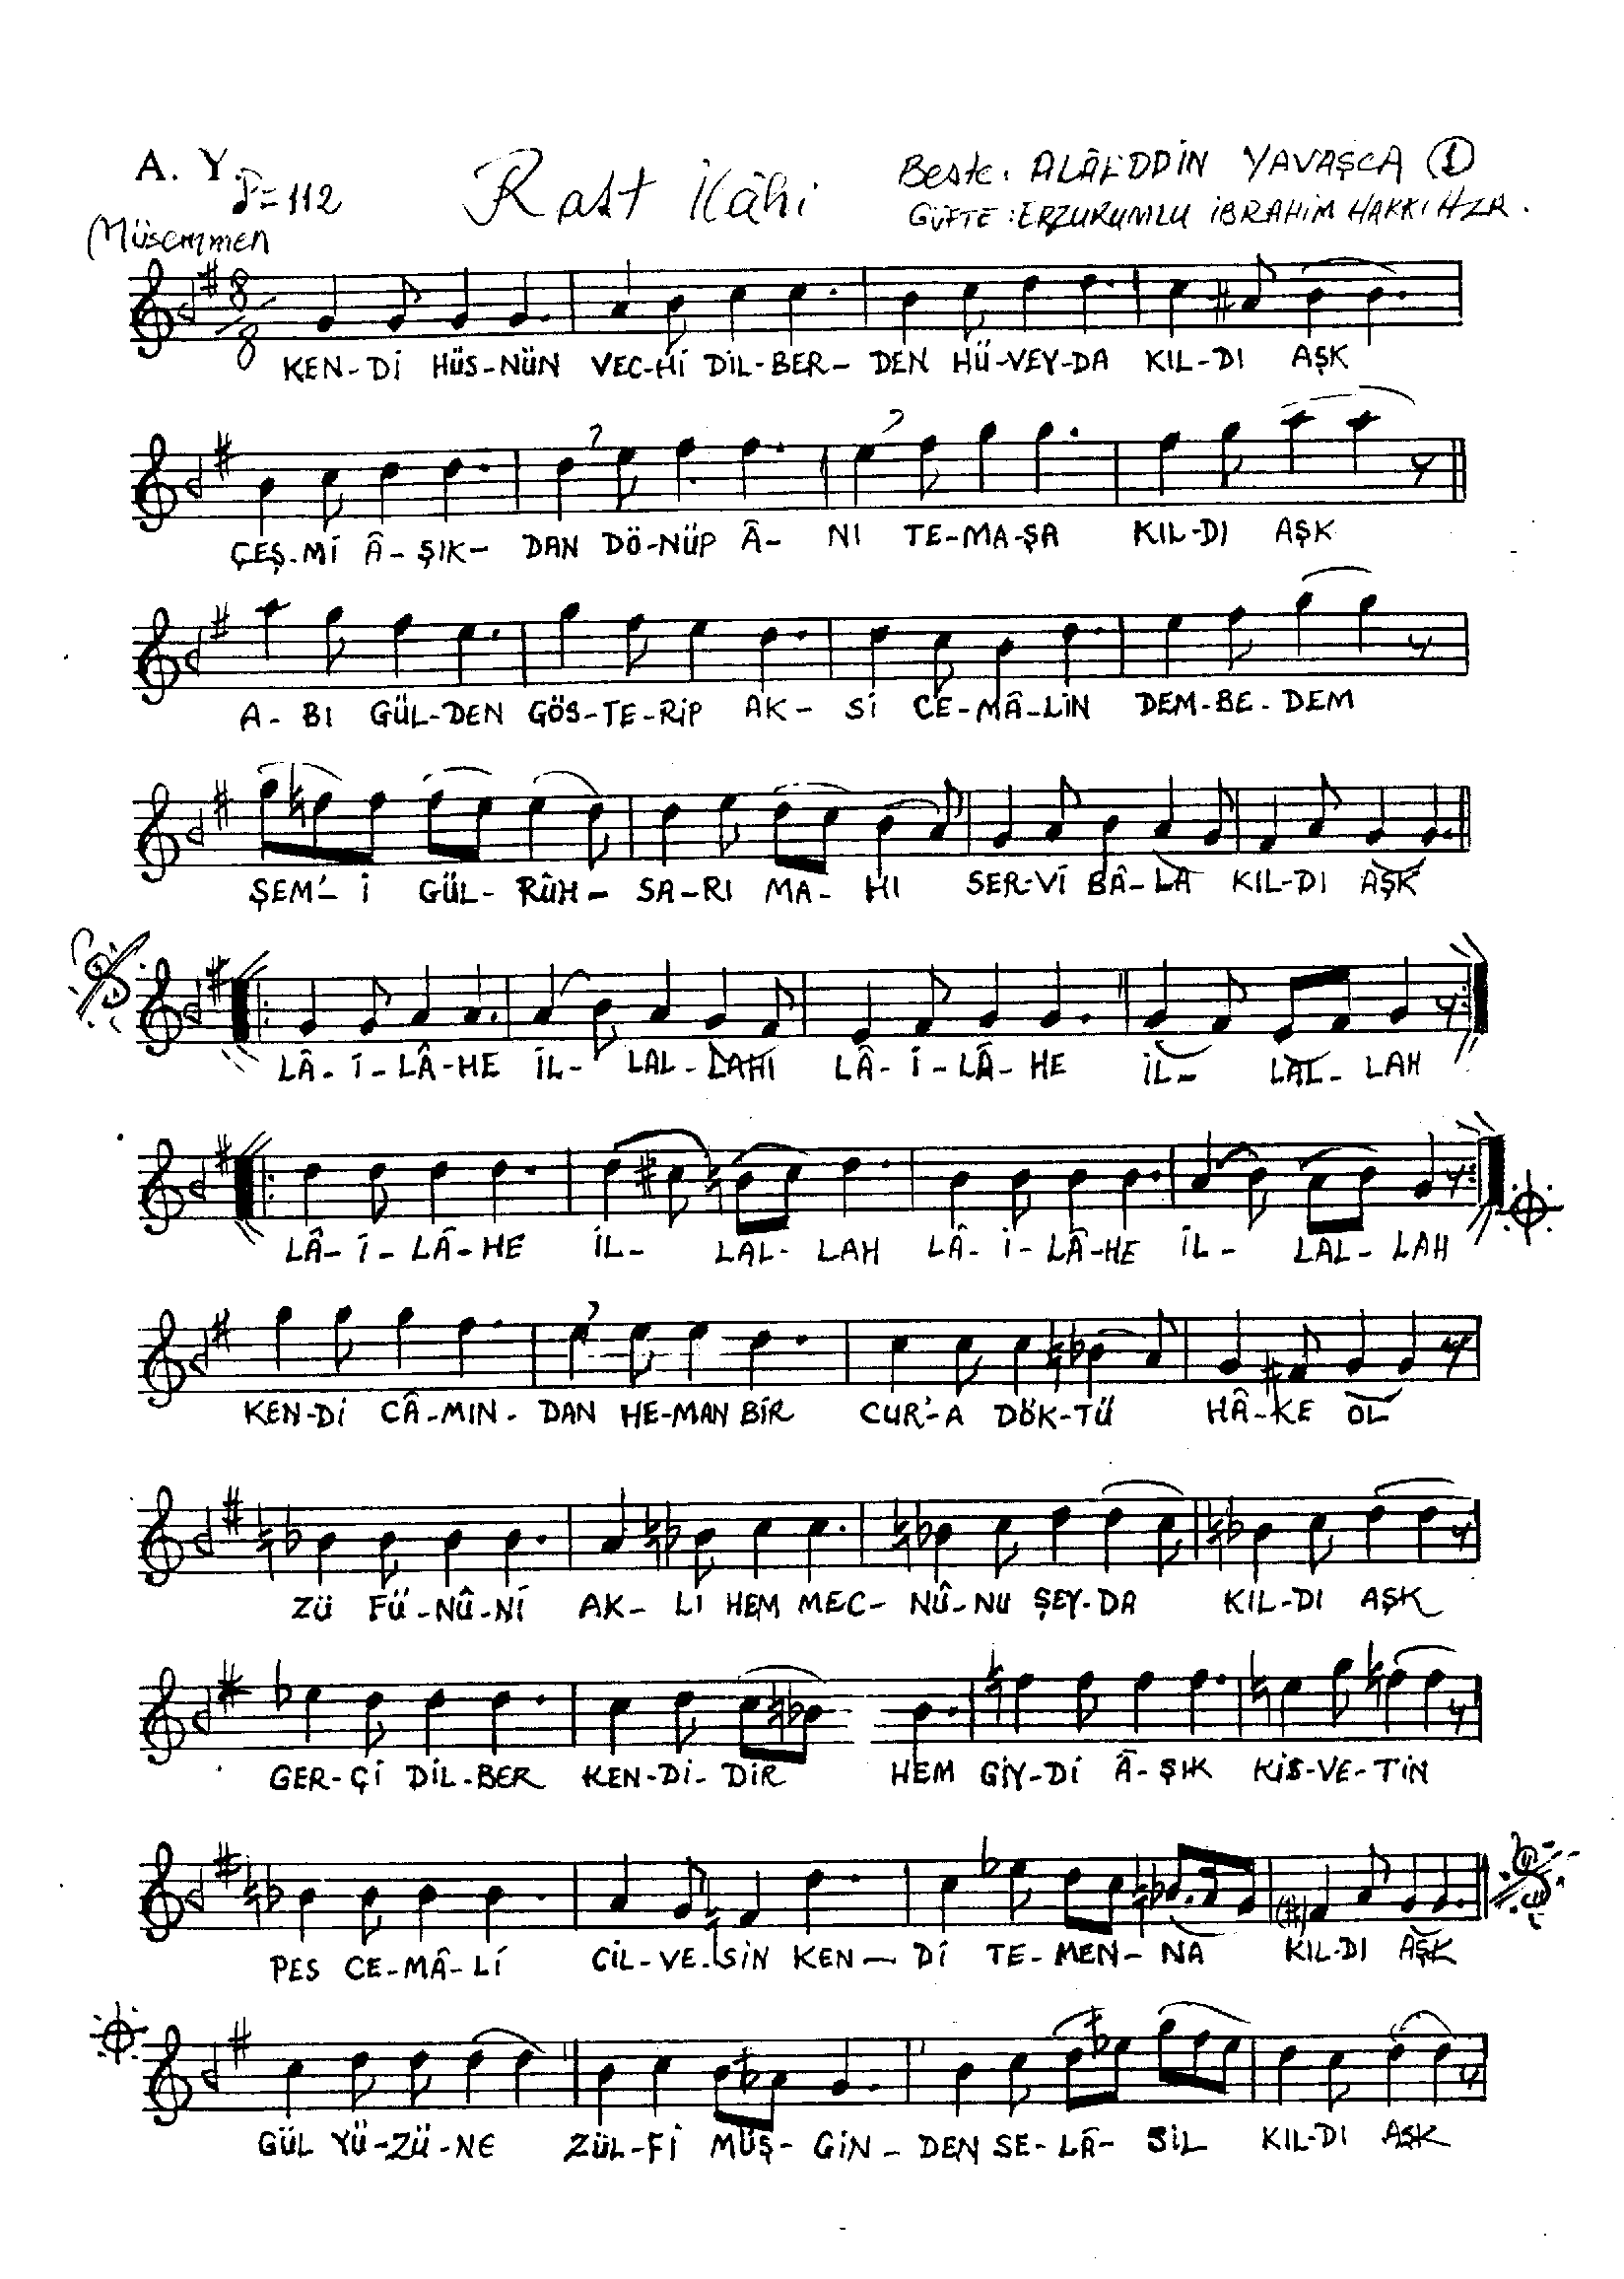 A. Y.
♪=112
Rast İlâhi
Beste: ALÂEDDİN YAVAŞCA ①
GÜFTE: ERZURUMLU İBRAHİM HAKKI HZR.
Müsemmen
8/8
KEN-Dİ HÜS-NÜN VEC-Hİ DİL-BER- DEN HÜ-VEY-DA KIL-DI AŞK
ÇEŞ-Mİ Â-ŞIK- DAN DÖ-NÜP Â- NI TE-MA-ŞA KIL-DI AŞK
A-BI GÜL-DEN GÖS-TE-RİP AK- Sİ CE-MÂ-LİN DEM-BE-DEM
ŞEM'-İ GÜL-RÛH- SA-RI MA-HI SER-Vİ BÂ-LA KIL-DI AŞK
LÂ-İ-LÂ-HE İL- LAL-LAHI LÂ-İ-LÂ-HE İL- LAL-LAH
LÂ-İ-LÂ-HE İL- LAL-LAH LÂ-İ-LÂ-HE İL- LAL-LAH
KEN-Dİ CÂ-MIN- DAN HE-MAN BİR CUR'-A DÖK-TÜ HÂ-KE OL
ZÜ FÜ-NÛ-Nİ AK-LI HEM MEC- NÛ-NU ŞEY-DA KIL-DI AŞK
GER-Çİ DİL-BER KEN-Dİ-DİR HEM GİY-Dİ Â-ŞIK KİS-VE-TİN
PES CE-MÂ-Lİ CİL-VE-SİN KEN- Dİ TE-MEN-NA KIL-DI AŞK
GÜL YÜ-ZÜ-NE ZÜL-Fİ MÜŞ-GİN- DEN SE-LÂ-SİL KIL-DI AŞK